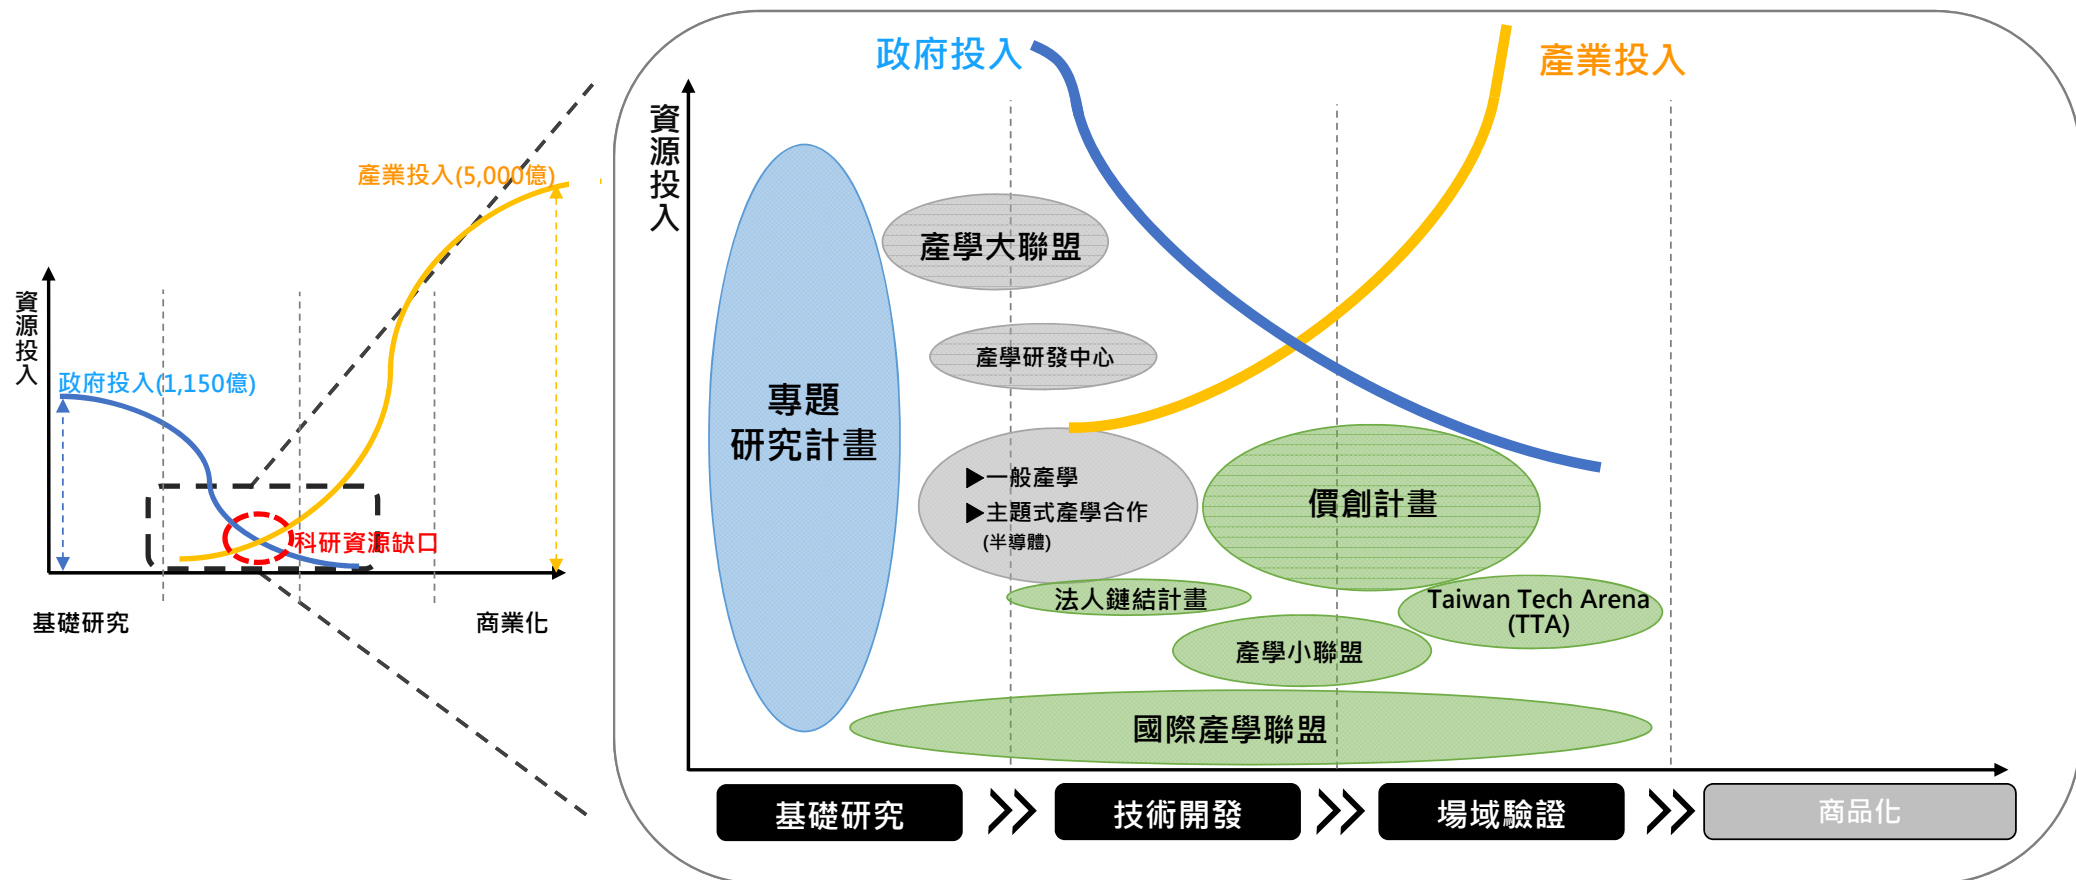 資源投入
產業投入(5,000億)
政府投入(1,150億)
科研資源缺口
基礎研究
商業化
政府投入
產業投入
資源投入
產學大聯盟
產學研發中心
專題
研究計畫
▶一般產學
▶主題式產學合作
(半導體)
價創計畫
法人鏈結計畫
Taiwan Tech Arena
(TTA)
產學小聯盟
國際產學聯盟
基礎研究
技術開發
場域驗證
商品化